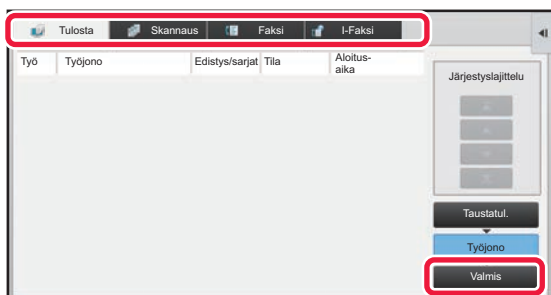 Tulosta Skannaus Faksi I-Faksi
Työ Työjono Edistys/sarjat Tila Aloitus-
aika
Järjestyslajittelu
Taustatul.
Työjono
Valmis